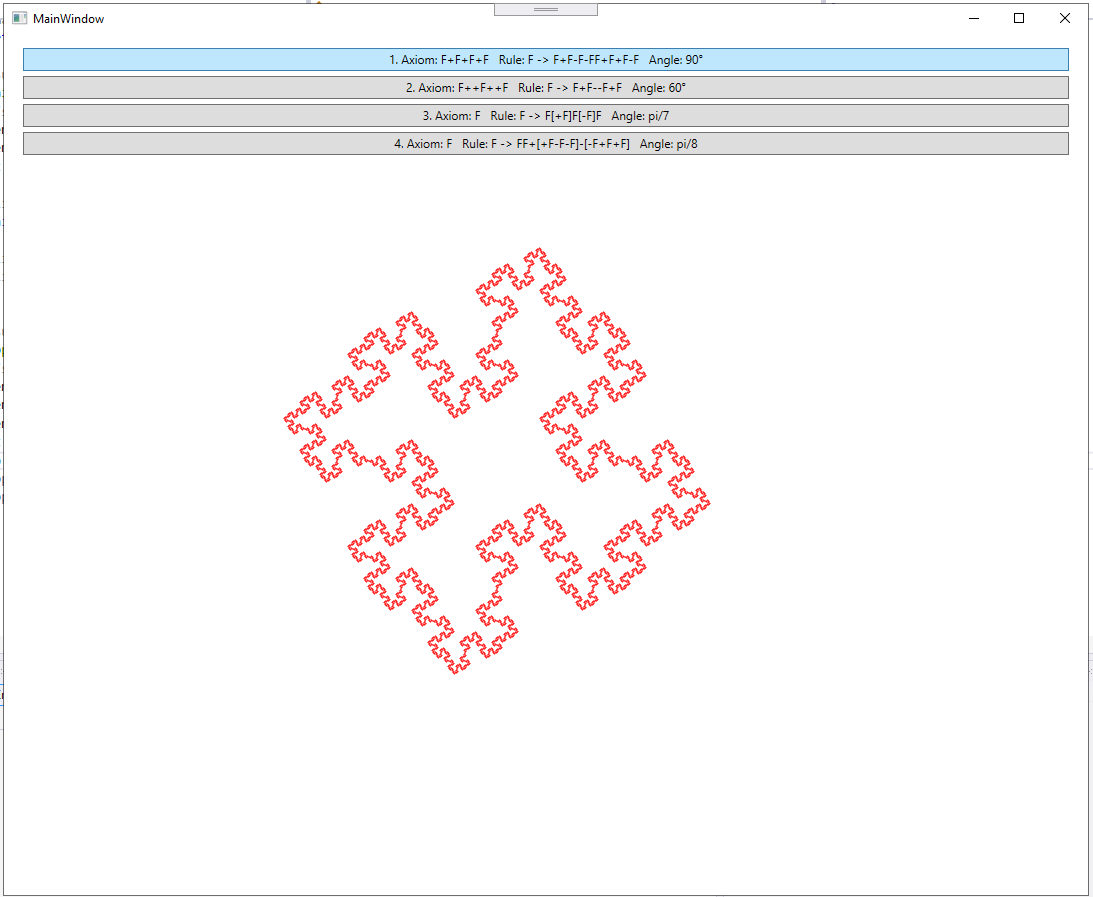 MainWindow
1. Axiom: F+F+F+F   Rule: F -> F+F-F-FF+F+F-F   Angle: 90°
2. Axiom: F++F++F   Rule: F -> F+F--F+F   Angle: 60°
3. Axiom: F   Rule: F -> F[+F]F[-F]F   Angle: pi/7
4. Axiom: F   Rule: F -> FF+[+F-F-F]-[-F+F+F]   Angle: pi/8